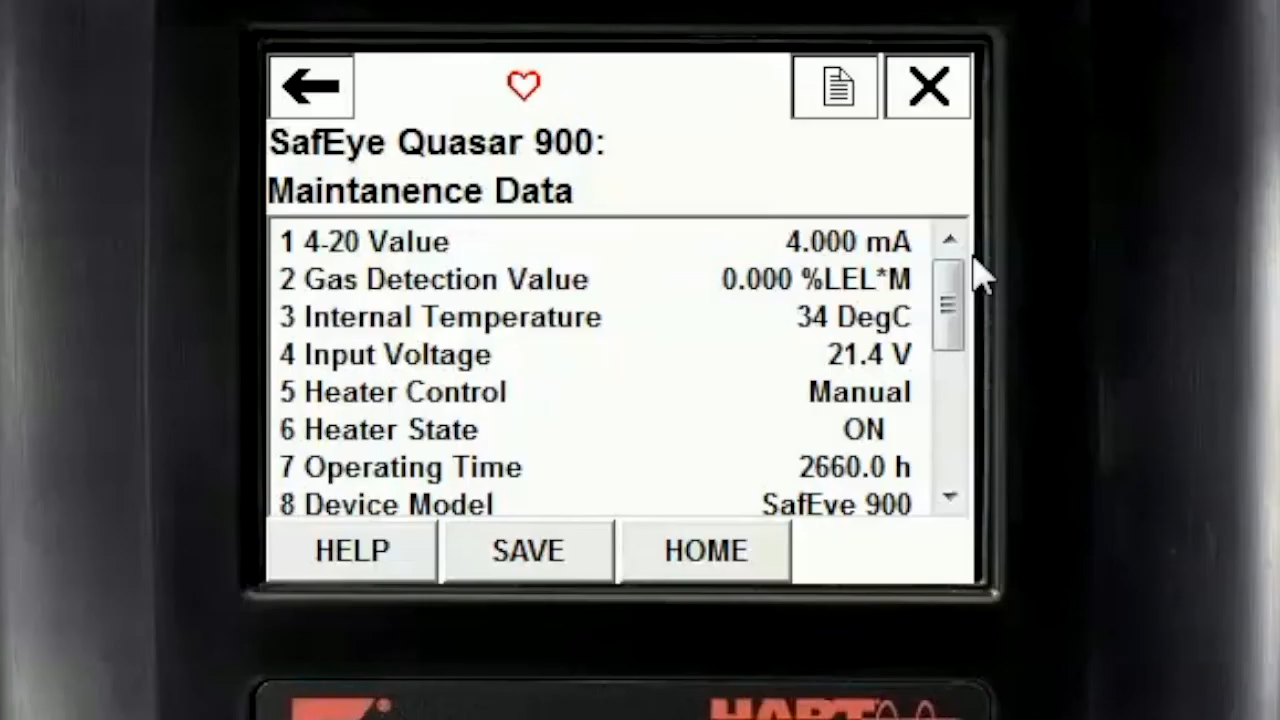 SafEye Quasar 900:
Maintanence Data
1 4-20 Value 4.000 mA
2 Gas Detection Value 0.000 %LEL*M
3 Internal Temperature 34 DegC
4 Input Voltage 21.4 V
5 Heater Control Manual
6 Heater State ON
7 Operating Time 2660.0 h
8 Device Model SafEye 900
HELP SAVE HOME
HART